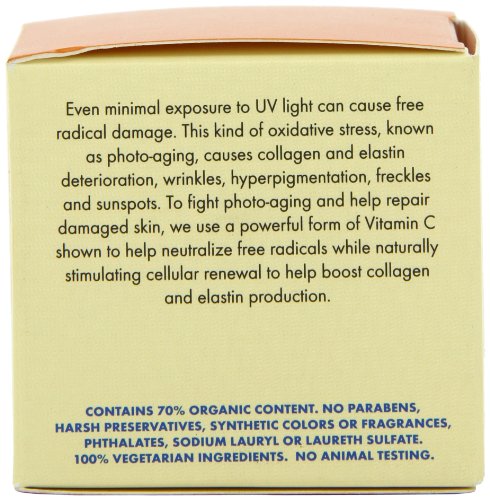 Even minimal exposure to UV light can cause free
radical damage. This kind of oxidative stress, known
as photo-aging, causes collagen and elastin
deterioration, wrinkles, hyperpigmentation, freckles
and sunspots. To fight photo-aging and help repair
damaged skin, we use a powerful form of Vitamin C
shown to help neutralize free radicals while naturally
stimulating cellular renewal to help boost collagen
and elastin production.
CONTAINS 70% ORGANIC CONTENT. NO PARABENS,
HARSH PRESERVATIVES, SYNTHETIC COLORS OR FRAGRANCES,
PHTHALATES, SODIUM LAURYL OR LAURETH SULFATE.
100% VEGETARIAN INGREDIENTS. NO ANIMAL TESTING.